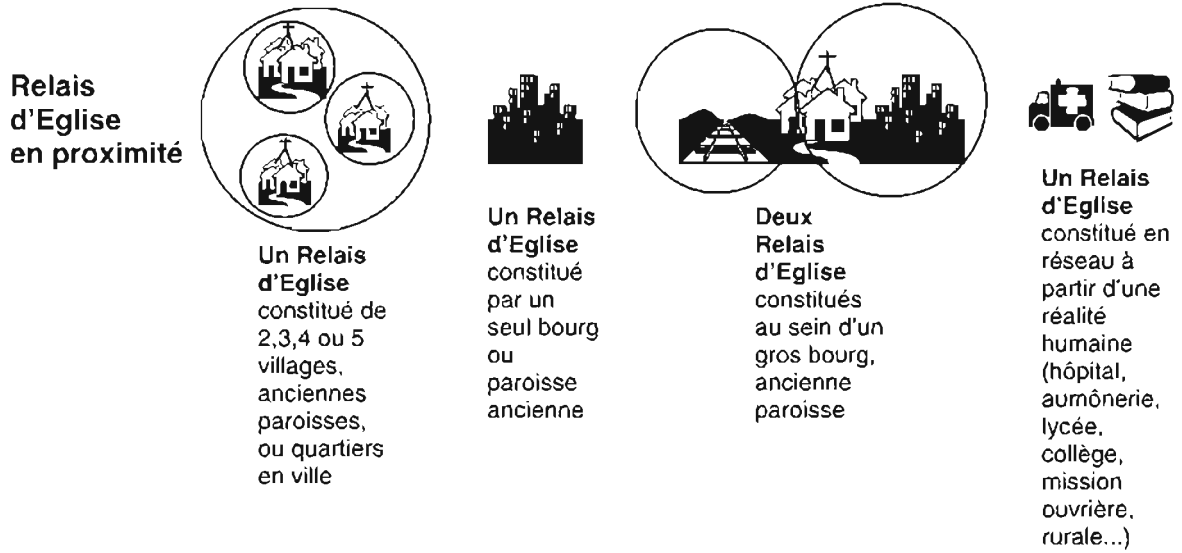 Relais
d'Eglise
en proximité
Un Relais
d'Eglise
constitué de
2,3,4 ou 5
villages,
anciennes
paroisses,
ou quartiers
en ville
Un Relais
d'Eglise
constitué
par un
seul bourg
ou
paroisse
ancienne
Deux
Relais
d'Eglise
constitués
au sein d'un
gros bourg,
ancienne
paroisse
Un Relais
d'Eglise
constitué en
réseau à
partir d'une
réalité
humaine
(hôpital,
aumônerie,
lycée,
collège,
mission
ouvrière,
rurale...)